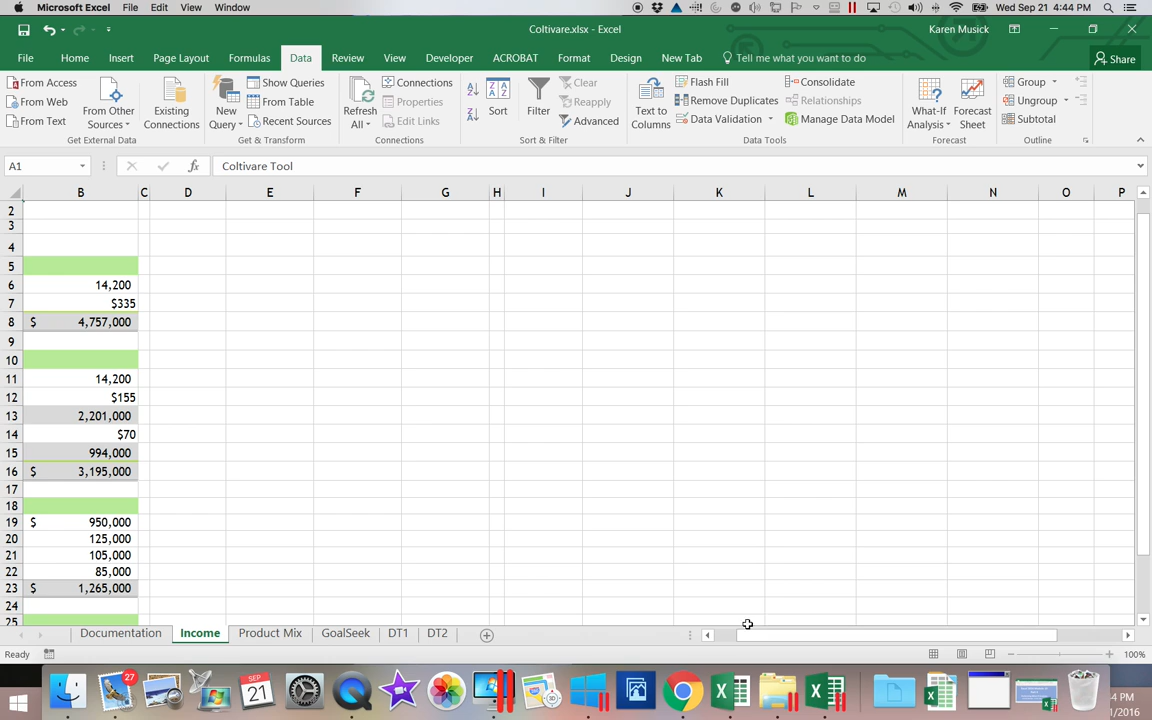 Microsoft Excel File Edit View Window Wed Sep 21 4:44 PM
Coltivare.xlsx - Excel Karen Musick
File Home Insert Page Layout Formulas Data Review View Developer ACROBAT Format Design New Tab Tell me what you want to do Share
From Access
From Web
From Text
From Other Sources
Existing Connections
Get External Data
New Query
Show Queries
From Table
Recent Sources
Get & Transform
Refresh All
Connections
Properties
Edit Links
Connections
Sort
Filter
Clear
Reapply
Advanced
Sort & Filter
Text to Columns
Flash Fill
Remove Duplicates
Data Validation
Consolidate
Relationships
Manage Data Model
Data Tools
What-If Analysis
Forecast Sheet
Forecast
Group
Ungroup
Subtotal
Outline
A1 fx Coltivare Tool
B C D E F G H I J K L M N O P
2
3
4
5
6 14,200
7 $335
8 $ 4,757,000
9
10
11 14,200
12 $155
13 2,201,000
14 $70
15 994,000
16 $ 3,195,000
17
18
19 $ 950,000
20 125,000
21 105,000
22 85,000
23 $ 1,265,000
24
25
Documentation Income Product Mix GoalSeek DT1 DT2
Ready 100%
27
SEP
21